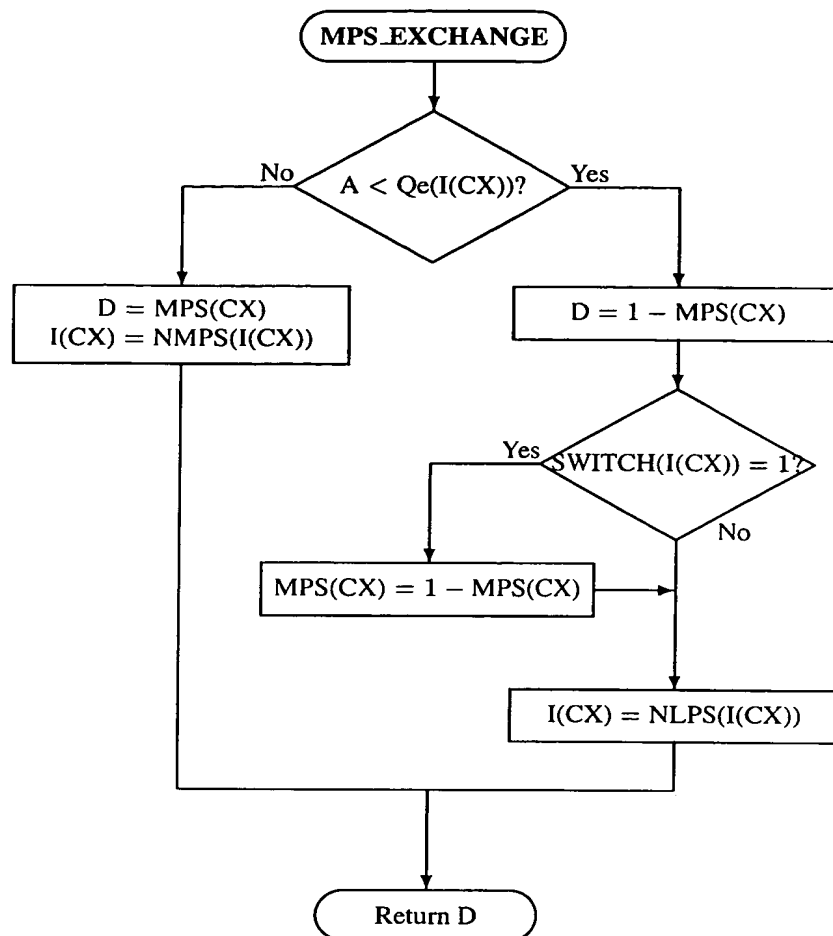 MPS_EXCHANGE
A < Qe(I(CX))?
No
Yes
D = MPS(CX)
I(CX) = NMPS(I(CX))
D = 1 – MPS(CX)
SWITCH(I(CX)) = 1?
Yes
No
MPS(CX) = 1 – MPS(CX)
I(CX) = NLPS(I(CX))
Return D